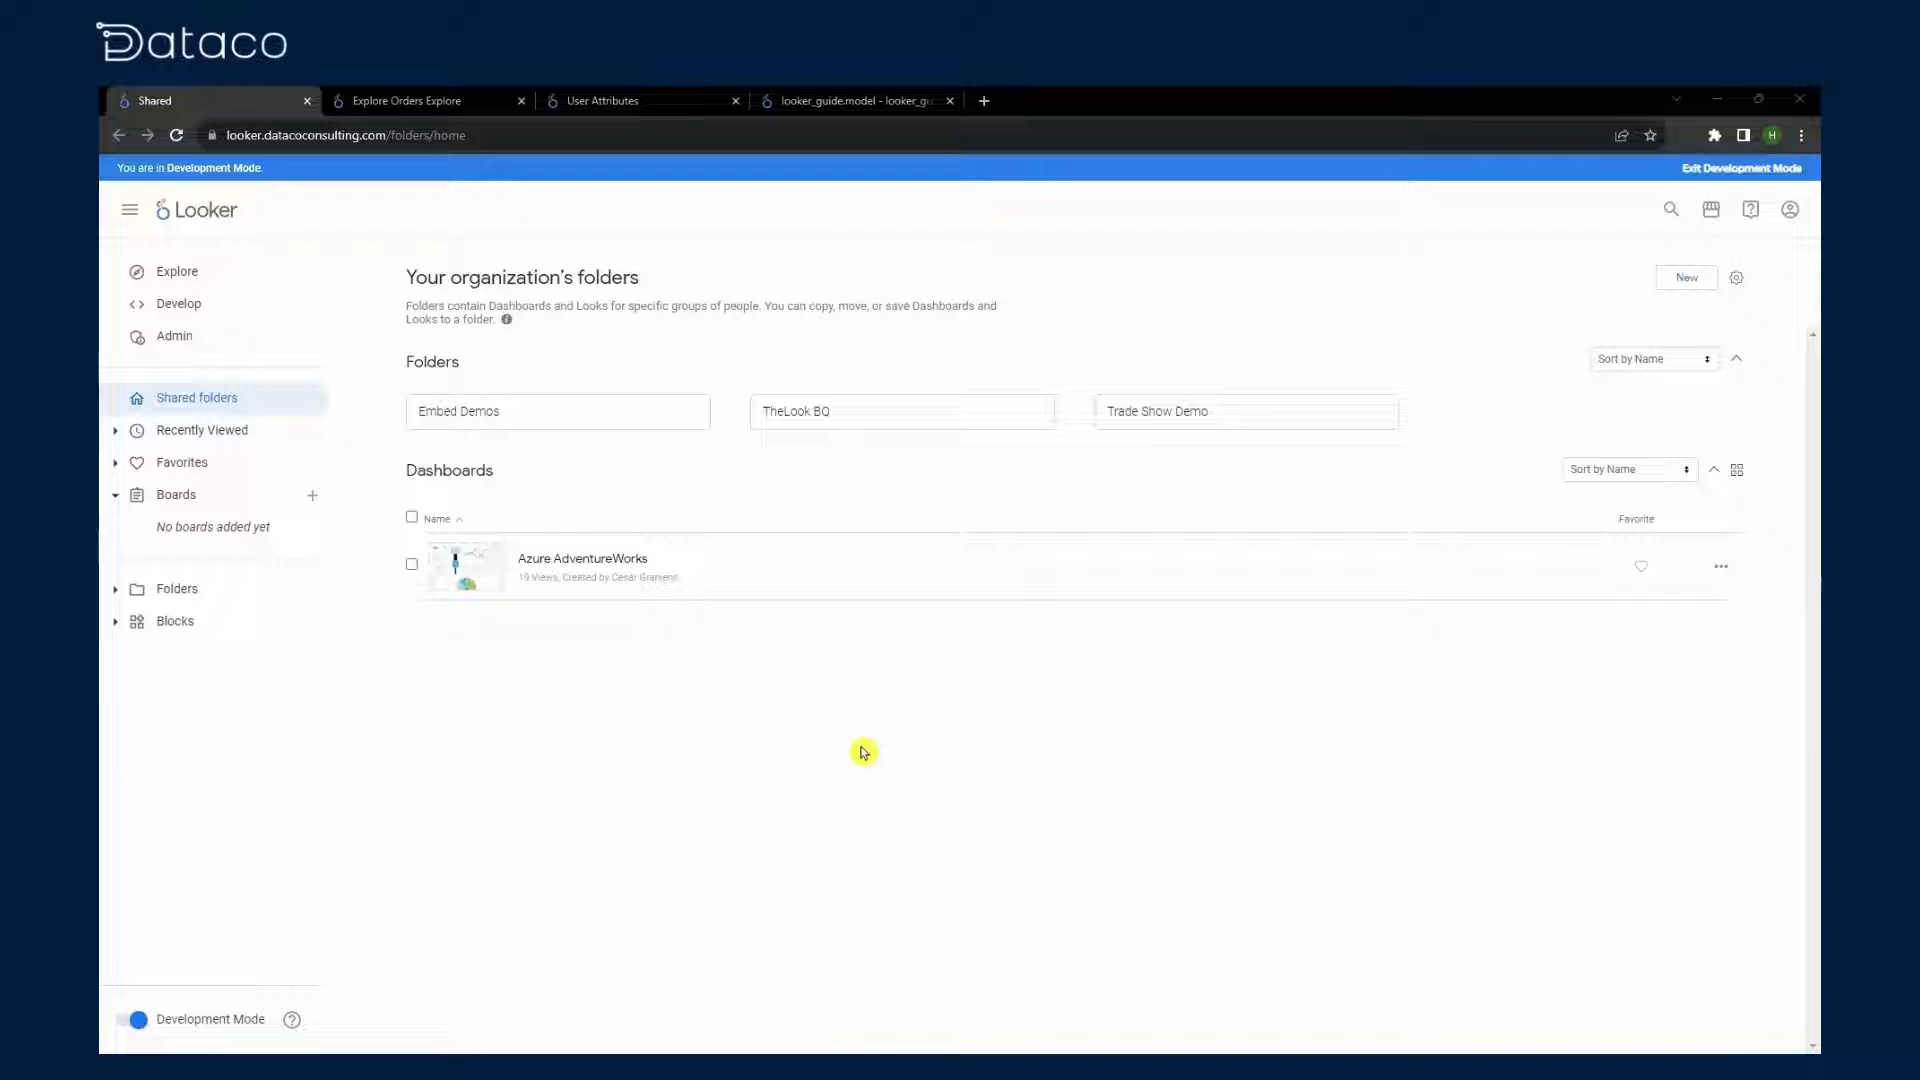 Dataco
Shared
Explore Orders Explore
User Attributes
looker_guide.model - looker_gu
looker.datacoconsulting.com/folders/home
H
You are in Development Mode.
Exit Development Mode
Looker
Explore
Develop
Admin
Shared folders
Recently Viewed
Favorites
Boards
No boards added yet
Folders
Blocks
Development Mode
Your organization's folders
New
Folders contain Dashboards and Looks for specific groups of people. You can copy, move, or save Dashboards and
Looks to a folder.
Folders
Sort by Name
Embed Demos
TheLook BQ
Trade Show Demo
Dashboards
Sort by Name
Name
Favorite
Azure AdventureWorks
19 Views, Created by Cesar